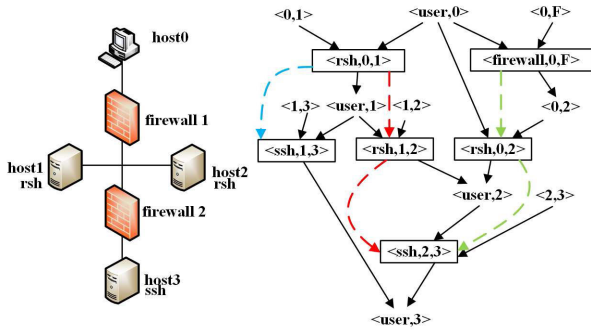 host0
firewall 1
host1
rsh
host2
rsh
firewall 2
host3
ssh
<0,1>
<user,0>
<0,F>
<rsh,0,1>
<firewall,0,F>
<1,3>
<user,1>
<1,2>
<0,2>
<ssh,1,3>
<rsh,1,2>
<rsh,0,2>
<user,2>
<2,3>
<ssh,2,3>
<user,3>